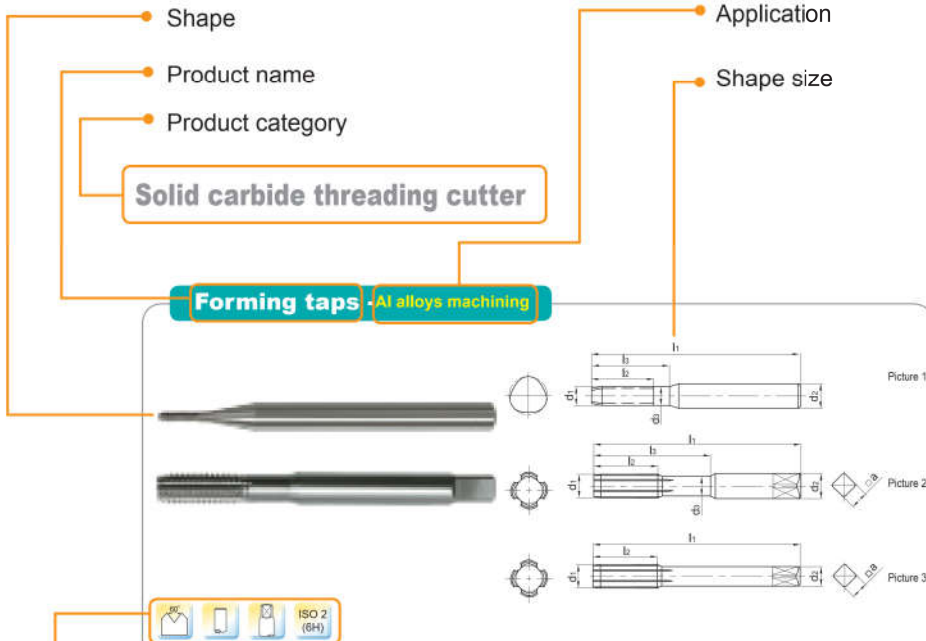 Shape
Application
Product name
Shape size
Product category
Solid carbide threading cutter
Forming taps - Al alloys machining
l1
l3
l2
d1
d3
d2
Picture 1
l1
l3
l2
d1
d3
d2
□a
Picture 2
l1
l2
d1
d2
□a
Picture 3
60°
ISO 2
(6H)